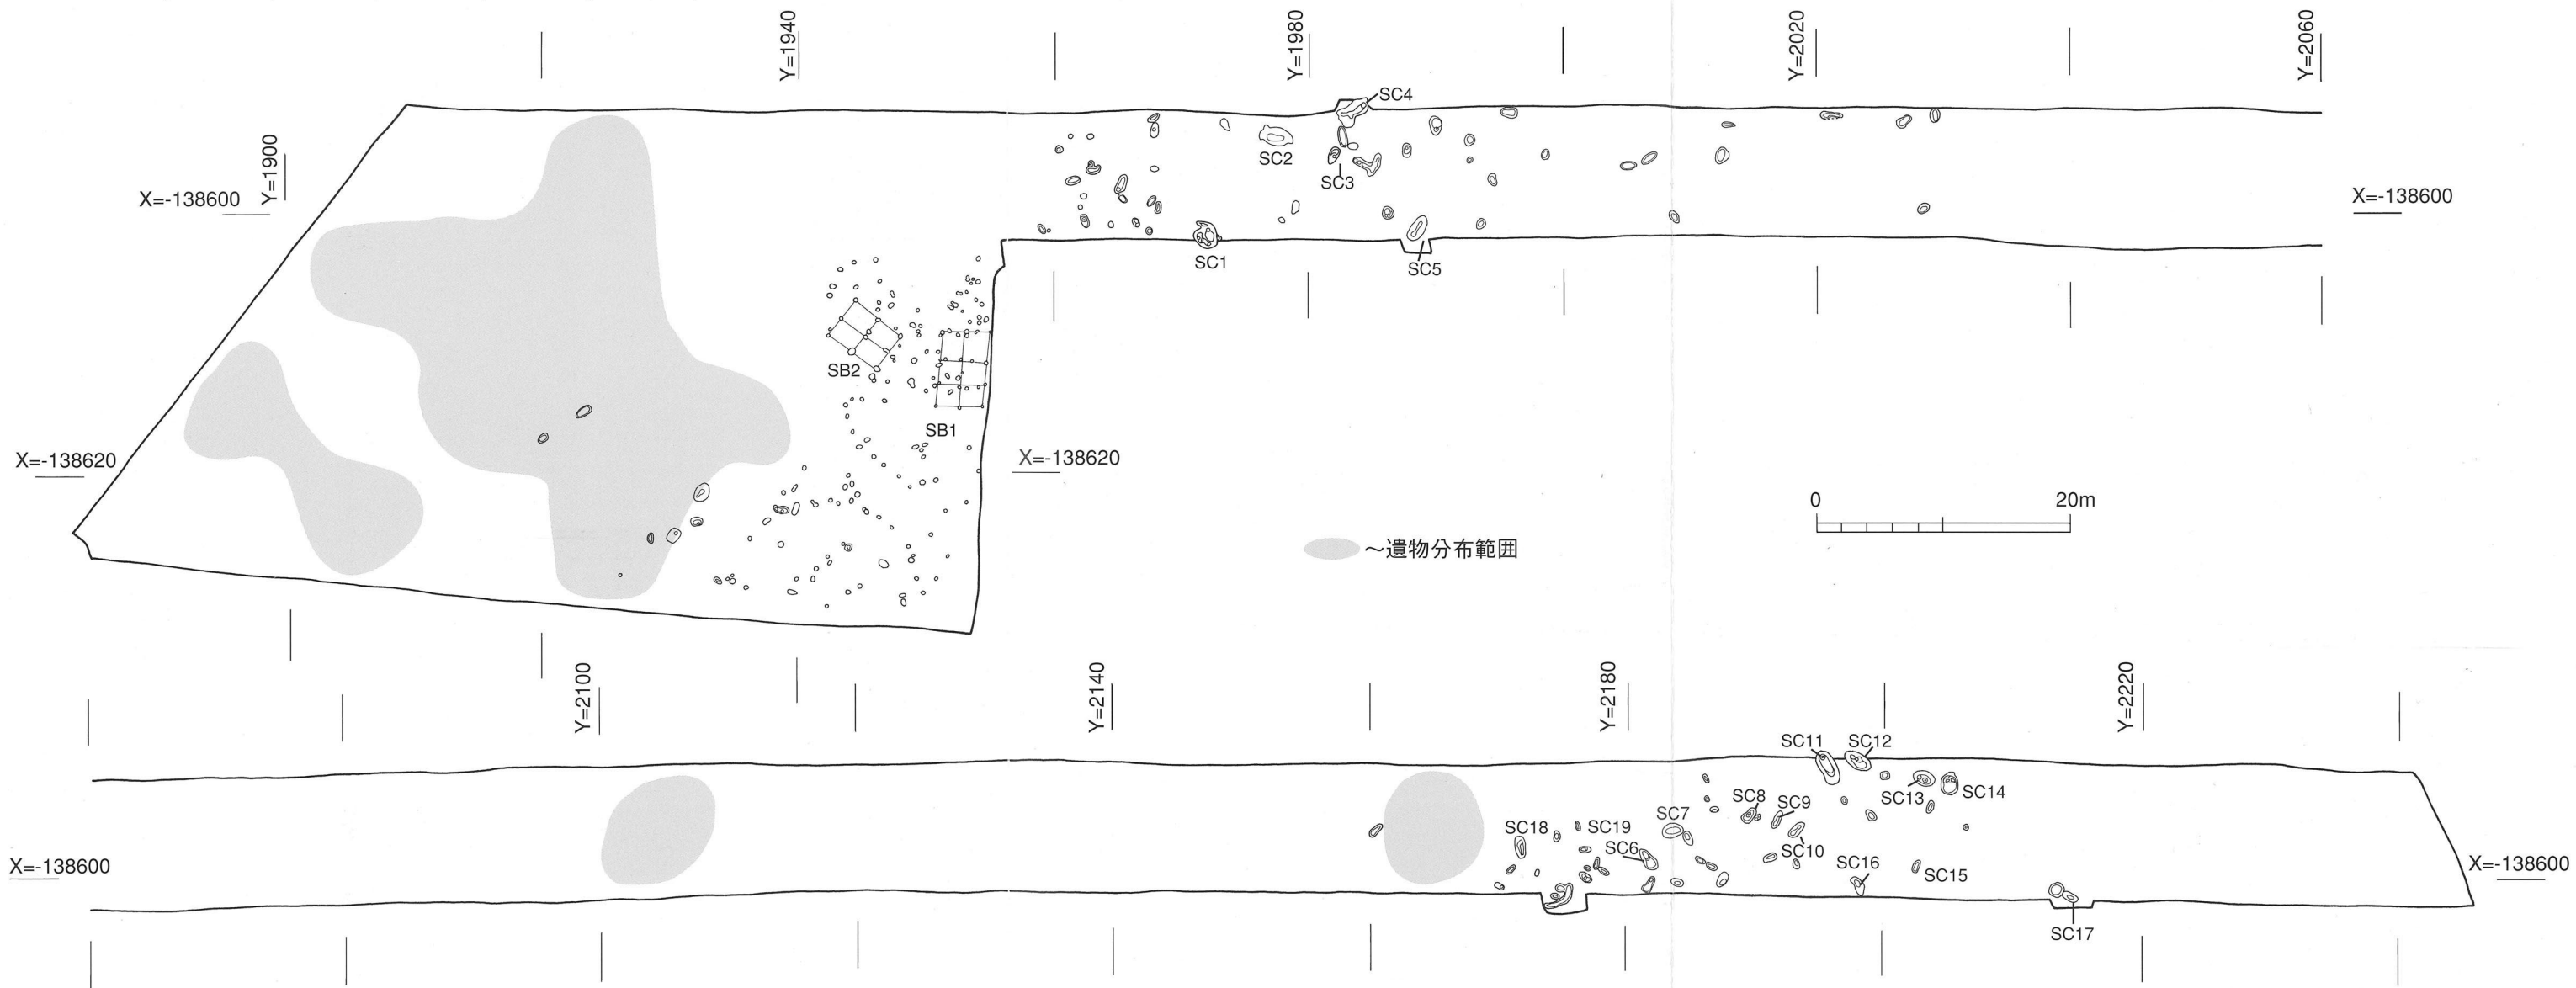 Y=1940
Y=1980
Y=2020
Y=2060
SC4
Y=1900
SC2
SC3
X=-138600
X=-138600
SC1
SC5
SB2
SB1
X=-138620
X=-138620
0 20m
～遺物分布範囲
Y=2100
Y=2140
Y=2180
Y=2220
SC11
SC12
SC8
SC9
SC13
SC14
SC18
SC19
SC7
SC6
SC10
SC16
SC15
X=-138600
X=-138600
SC17